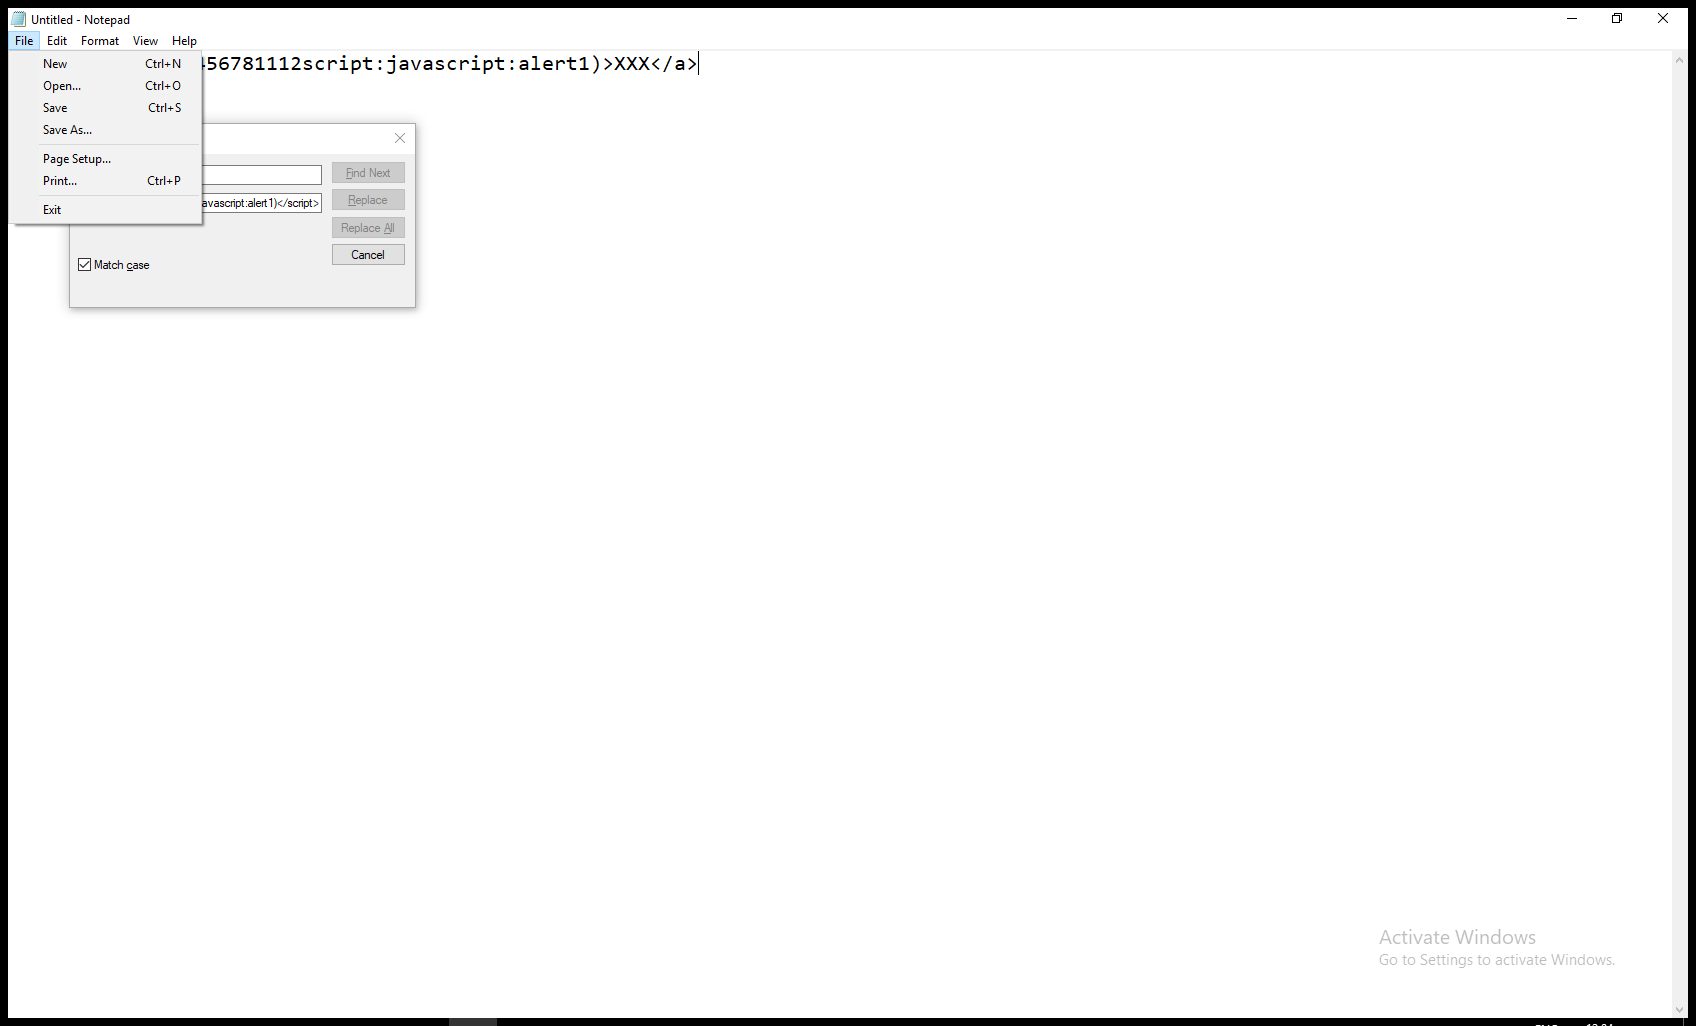 Untitled - Notepad
File Edit Format View Help
56781112script:javascript:alert1)>XXX</a>
New Ctrl+N
Open... Ctrl+O
Save Ctrl+S
Save As...
Page Setup...
Print... Ctrl+P
Exit
Find Next
avascript:alert1)</script>
Replace
Replace All
Cancel
Match case
Activate Windows
Go to Settings to activate Windows.